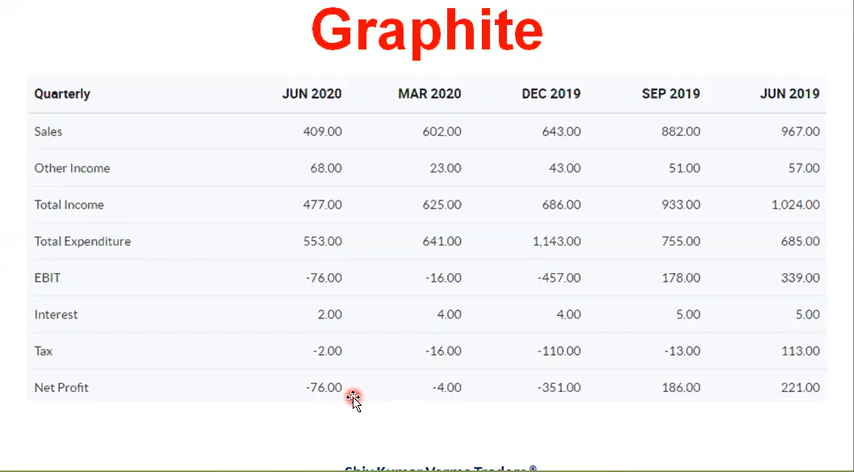 Graphite
Quarterly JUN 2020 MAR 2020 DEC 2019 SEP 2019 JUN 2019
Sales 409.00 602.00 643.00 882.00 967.00
Other Income 68.00 23.00 43.00 51.00 57.00
Total Income 477.00 625.00 686.00 933.00 1,024.00
Total Expenditure 553.00 641.00 1,143.00 755.00 685.00
EBIT -76.00 -16.00 -457.00 178.00 339.00
Interest 2.00 4.00 4.00 5.00 5.00
Tax -2.00 -16.00 -110.00 -13.00 113.00
Net Profit -76.00 -4.00 -351.00 186.00 221.00
Shiv Kumar Verma Traders®